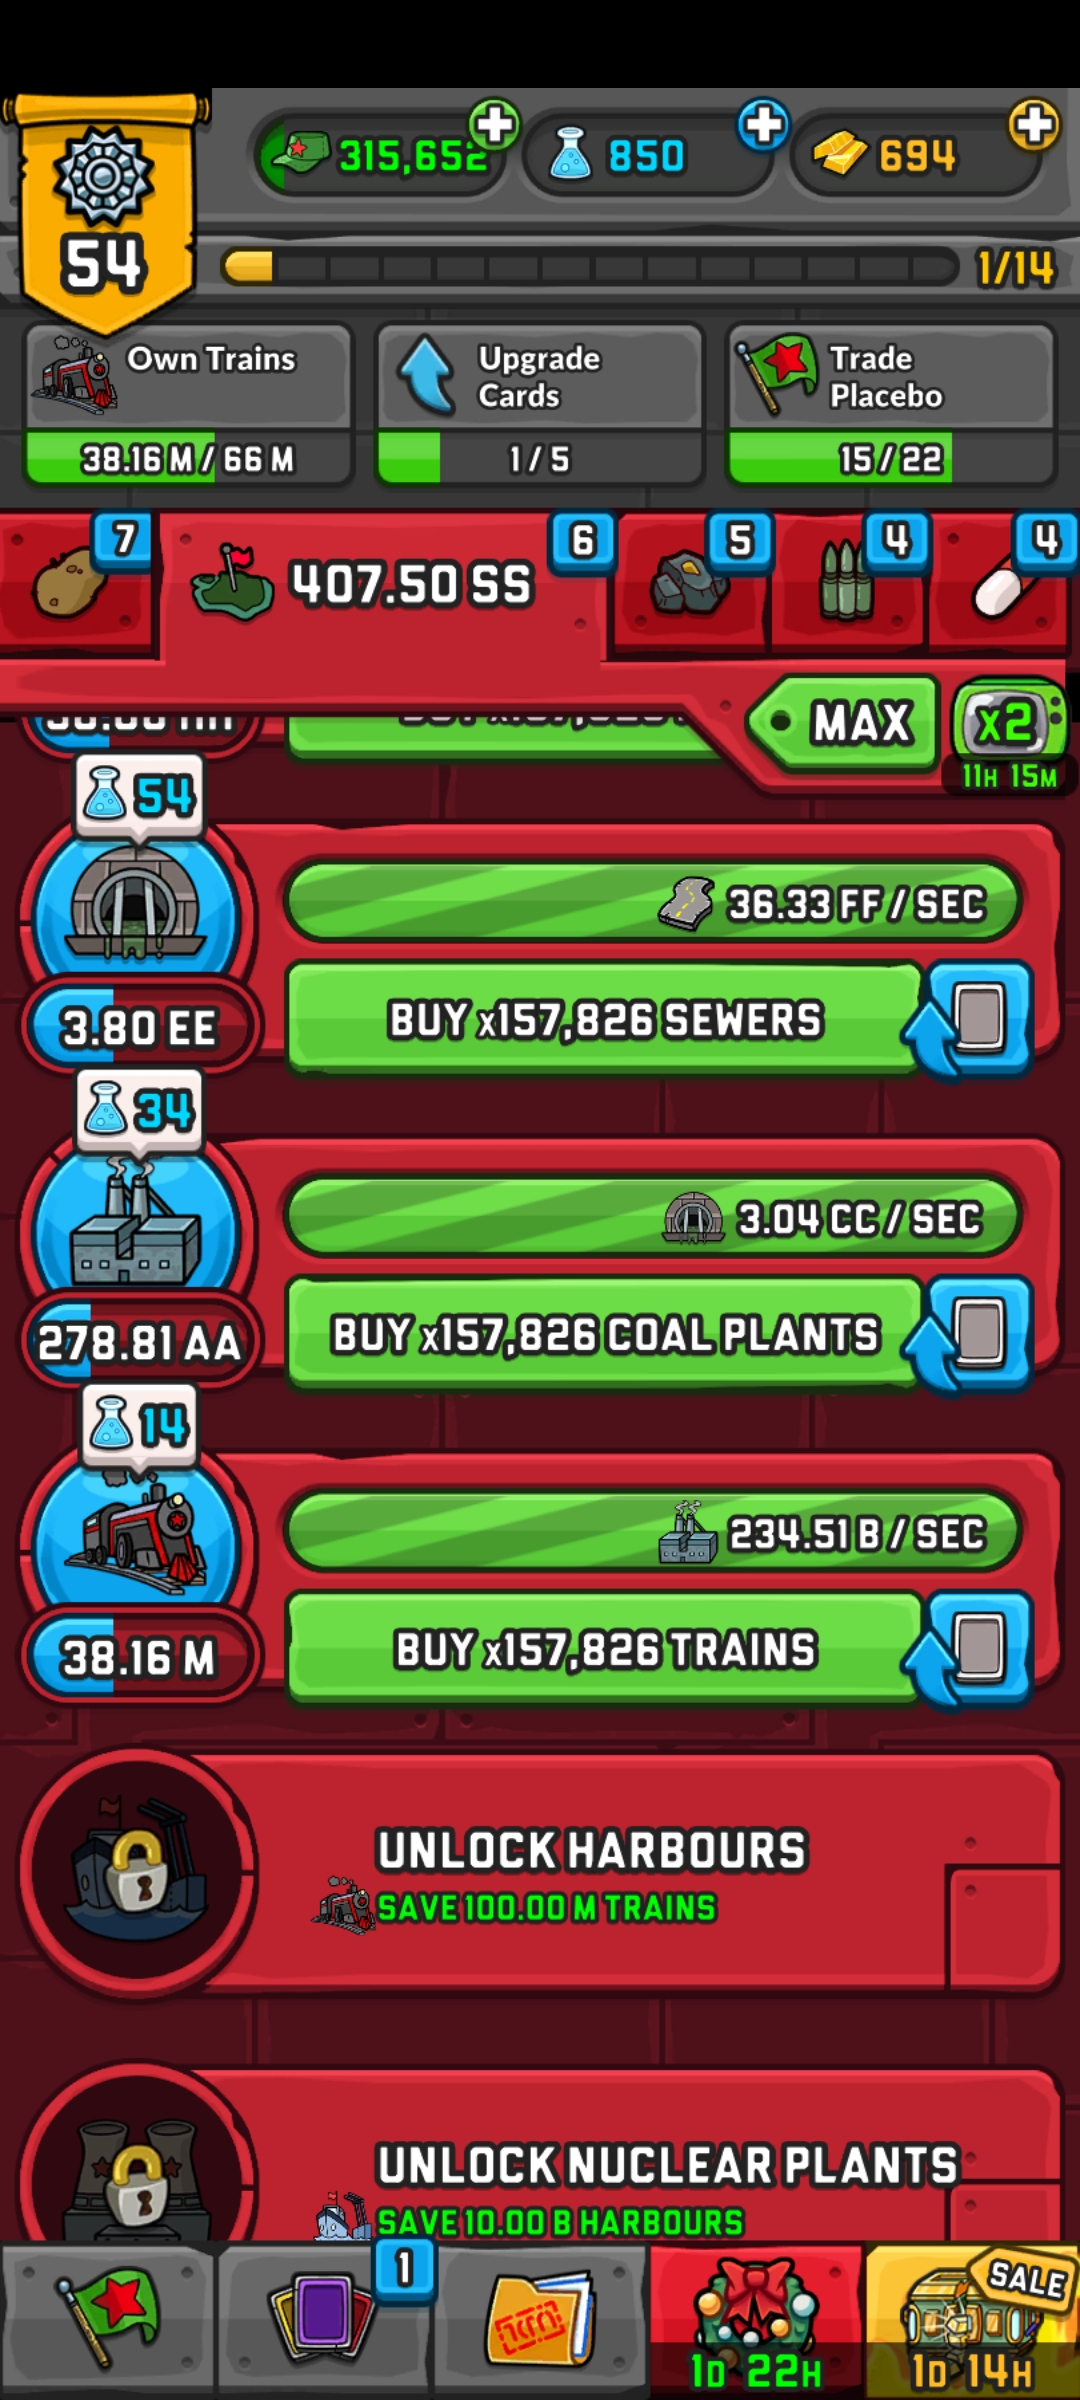 315,652
850
694
54
1/14
Own Trains
38.16 M / 66 M
Upgrade
Cards
1 / 5
Trade
Placebo
15 / 22
7
407.50 SS
6
5
4
4
MAX
x2
11H 15M
54
36.33 FF / SEC
3.80 EE
BUY x157,826 SEWERS
34
3.04 CC / SEC
278.81 AA
BUY x157,826 COAL PLANTS
14
234.51 B / SEC
38.16 M
BUY x157,826 TRAINS
UNLOCK HARBOURS
SAVE 100.00 M TRAINS
UNLOCK NUCLEAR PLANTS
SAVE 10.00 B HARBOURS
1
1D 22H
SALE
1D 14H